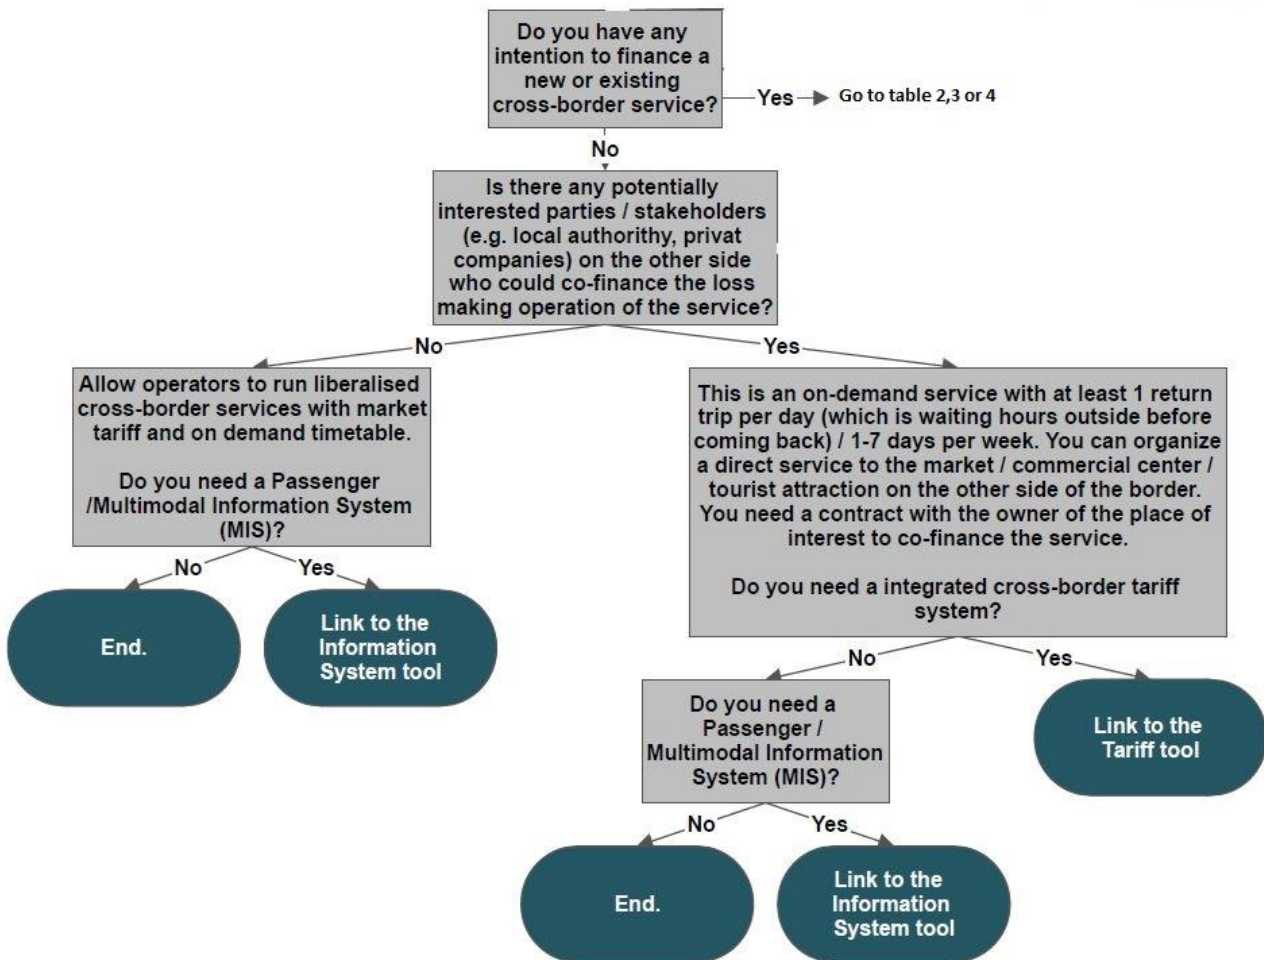 Do you have any
intention to finance a
new or existing
cross-border service?
Yes
Go to table 2,3 or 4
No
Is there any potentially
interested parties / stakeholders
(e.g. local authorithy, privat
companies) on the other side
who could co-finance the loss
making operation of the service?
No
Yes
Allow operators to run liberalised
cross-border services with market
tariff and on demand timetable.
Do you need a Passenger
/Multimodal Information System
(MIS)?
No
Yes
End.
Link to the
Information
System tool
This is an on-demand service with at least 1 return
trip per day (which is waiting hours outside before
coming back) / 1-7 days per week. You can organize
a direct service to the market / commercial center /
tourist attraction on the other side of the border.
You need a contract with the owner of the place of
interest to co-finance the service.
Do you need a integrated cross-border tariff
system?
No
Yes
Do you need a
Passenger /
Multimodal Information
System (MIS)?
Link to the
Tariff tool
No
Yes
End.
Link to the
Information
System tool